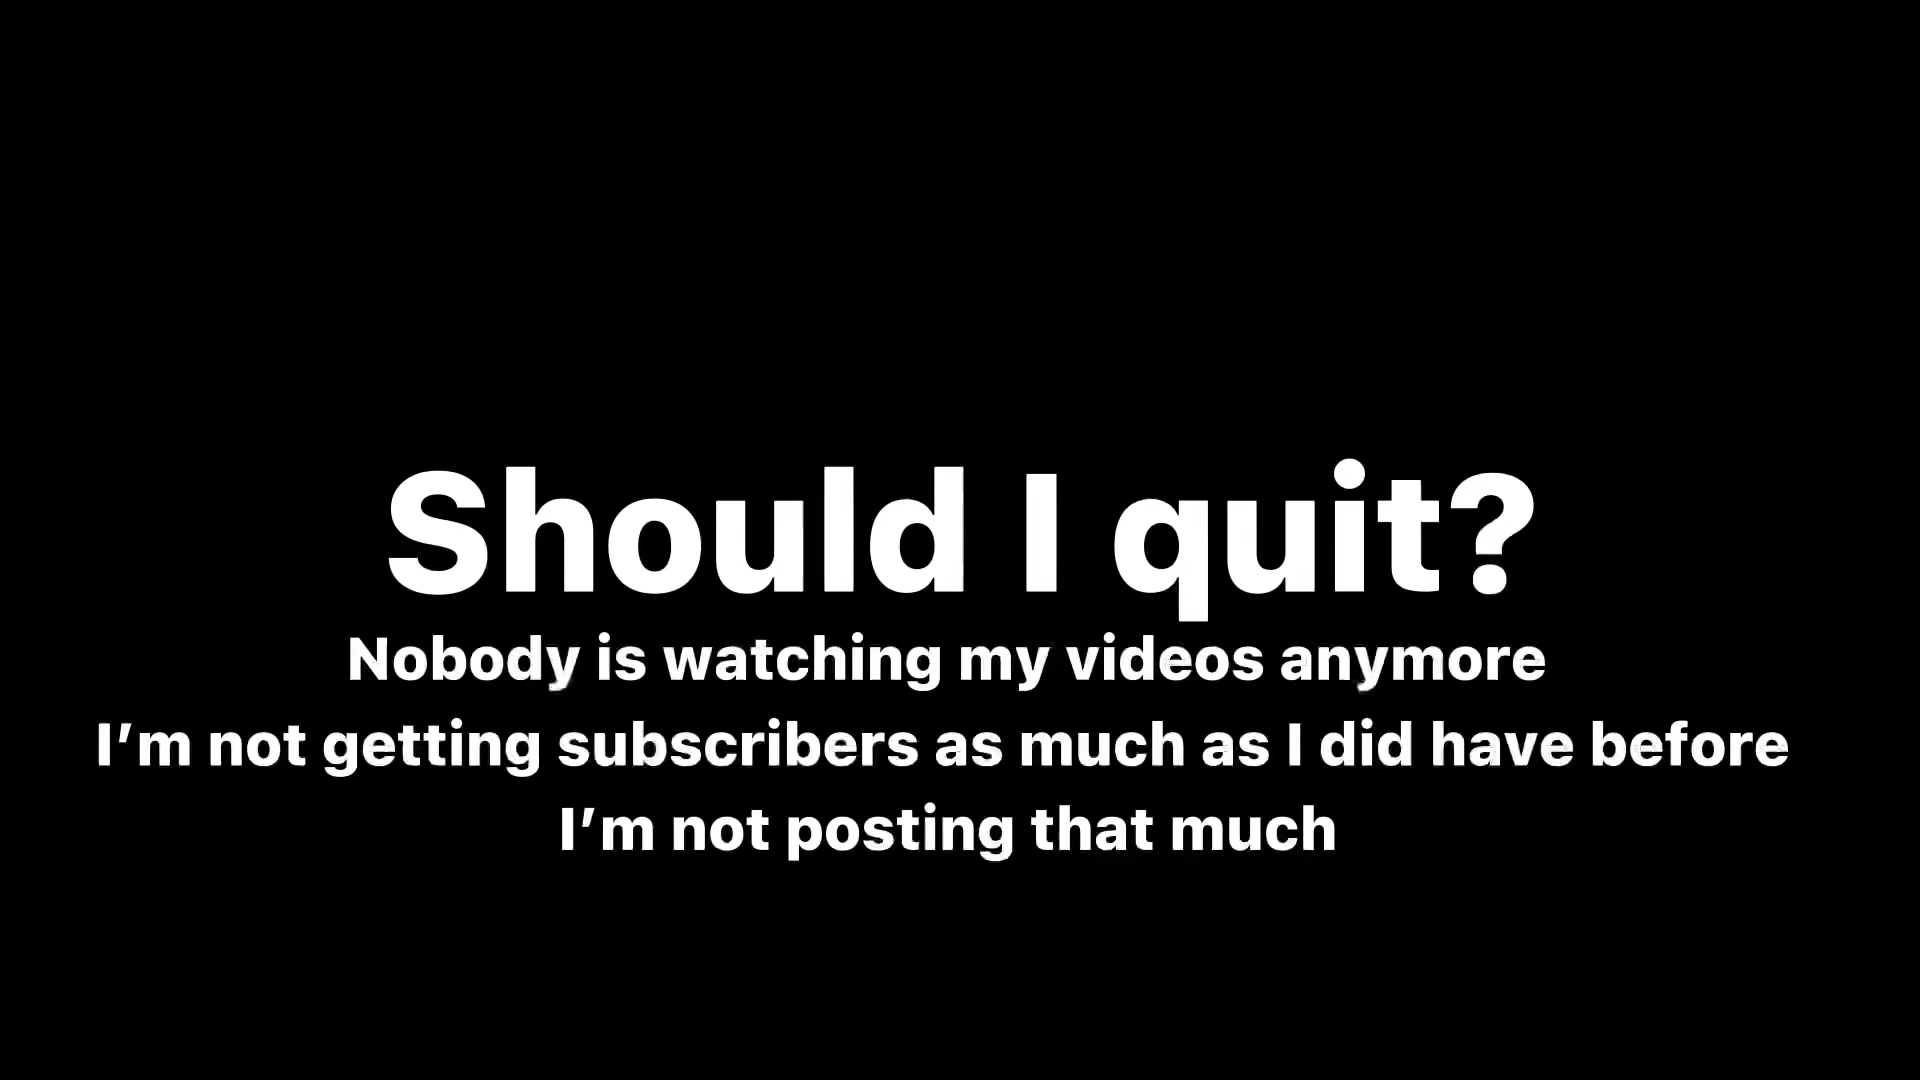 Should I quit?
Nobody is watching my videos anymore
I’m not getting subscribers as much as I did have before
I’m not posting that much